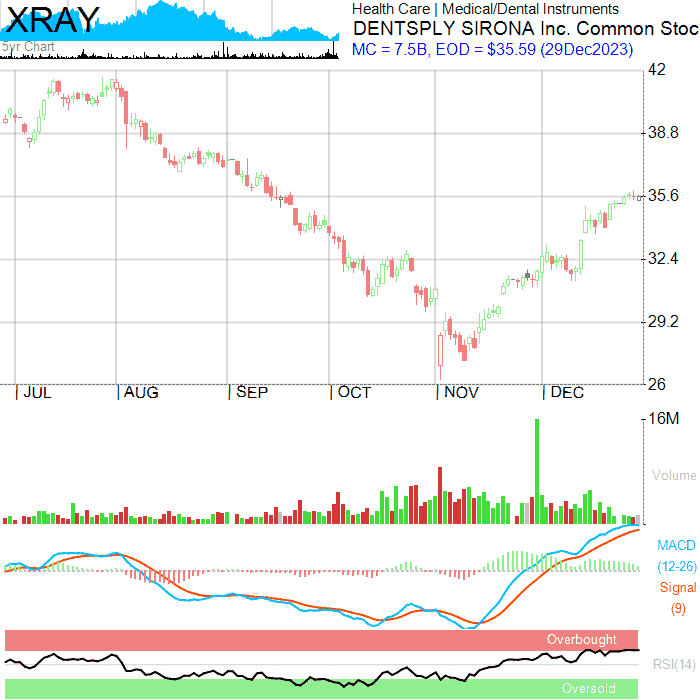 XRAY
5yr Chart
Health Care | Medical/Dental Instruments
DENTSPLY SIRONA Inc. Common Stoc
MC = 7.5B, EOD = $35.59 (29Dec2023)
42
38.8
35.6
32.4
29.2
26
JUL AUG SEP OCT NOV DEC
16M
Volume
MACD
(12-26)
Signal
(9)
Overbought
RSI(14)
Oversold